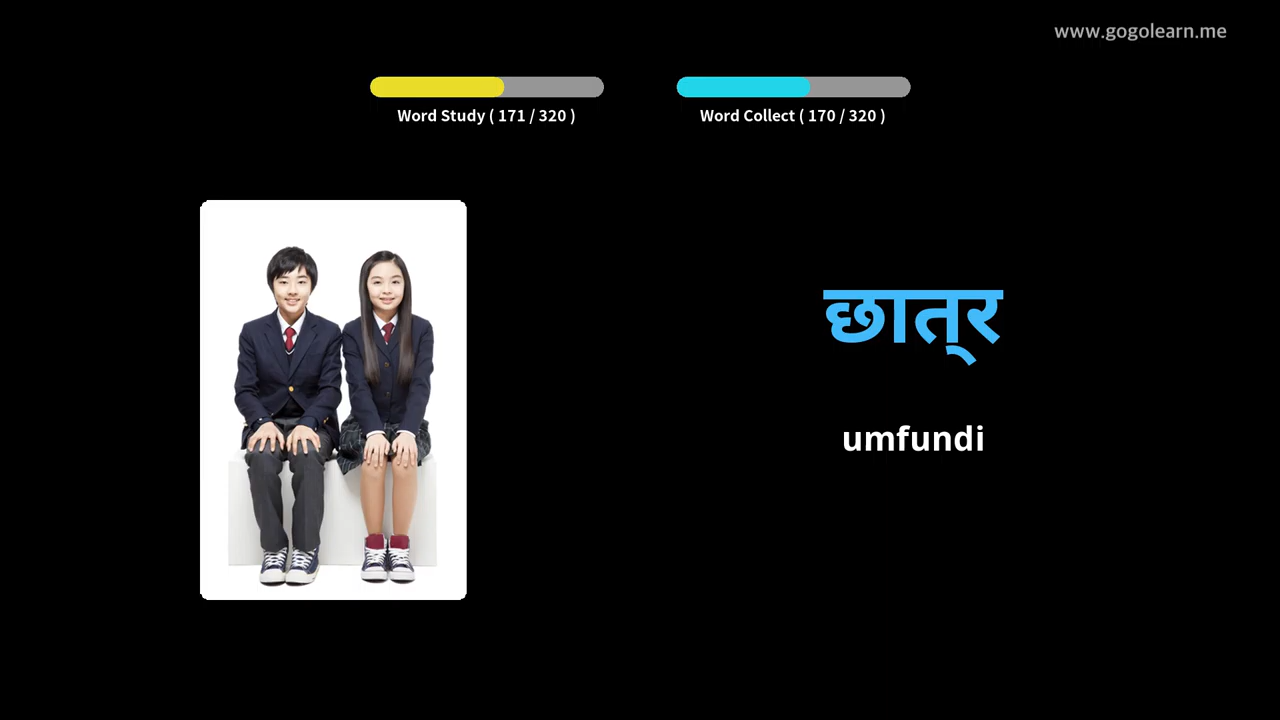 www.gogolearn.me
Word Study ( 171 / 320 )
Word Collect ( 170 / 320 )
छात्र
umfundi